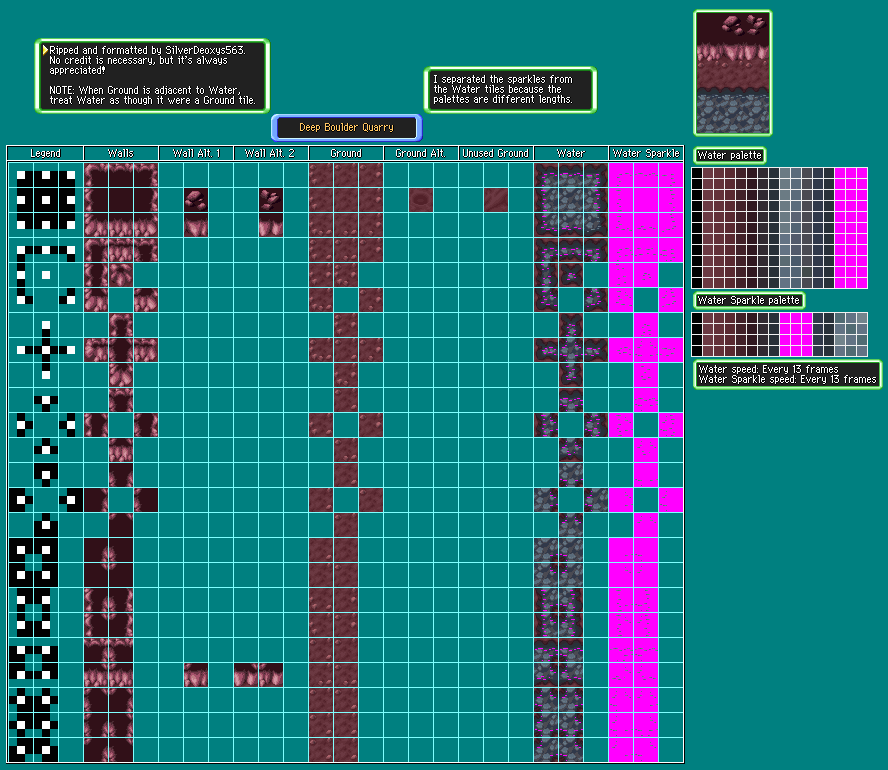 Ripped and formatted by SilverDeoxys563.
No credit is necessary, but it's always
appreciated!
NOTE: When Ground is adjacent to Water,
treat Water as though it were a Ground tile.
I separated the sparkles from
the Water tiles because the
palettes are different lengths.
Deep Boulder Quarry
Legend Walls Wall Alt. 1 Wall Alt. 2 Ground Ground Alt. Unused Ground Water Water Sparkle
Water palette
Water Sparkle palette
Water speed: Every 13 frames
Water Sparkle speed: Every 13 frames